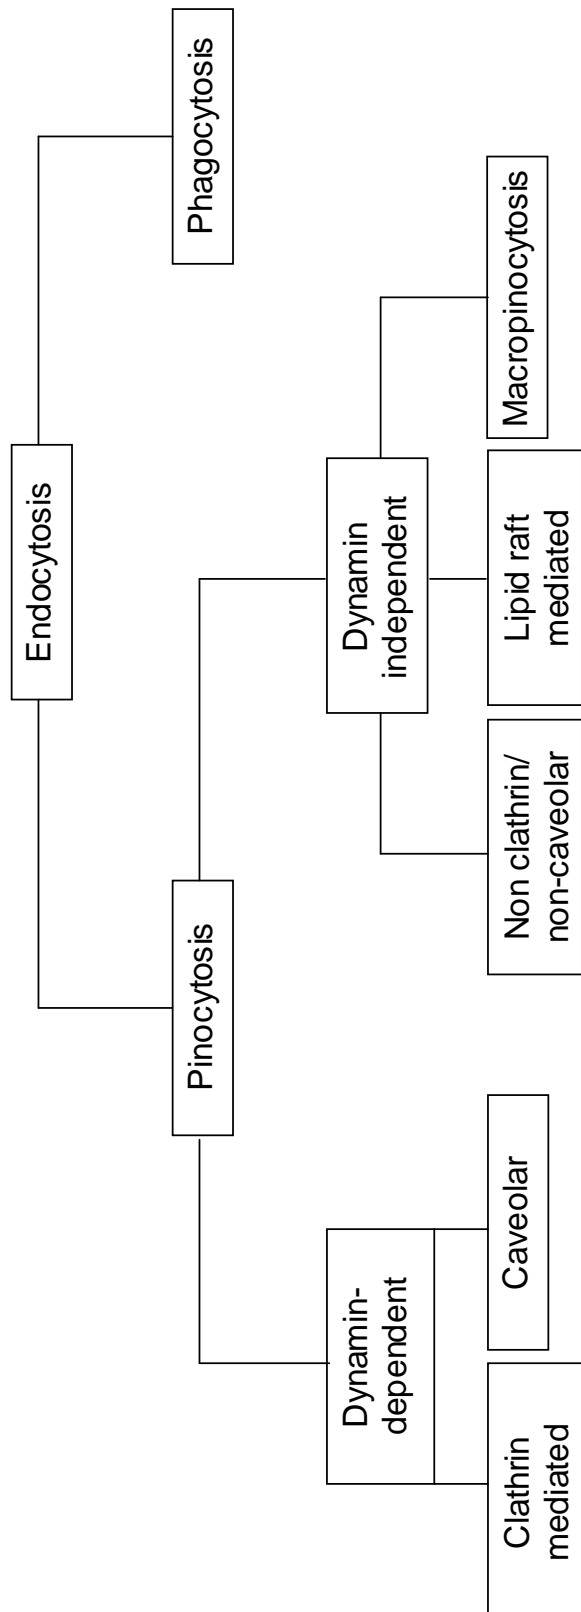 Endocytosis
Pinocytosis
Phagocytosis
Dynamin-
dependent
Dynamin
independent
Clathrin
mediated
Caveolar
Non clathrin/
non-caveolar
Lipid raft
mediated
Macropinocytosis